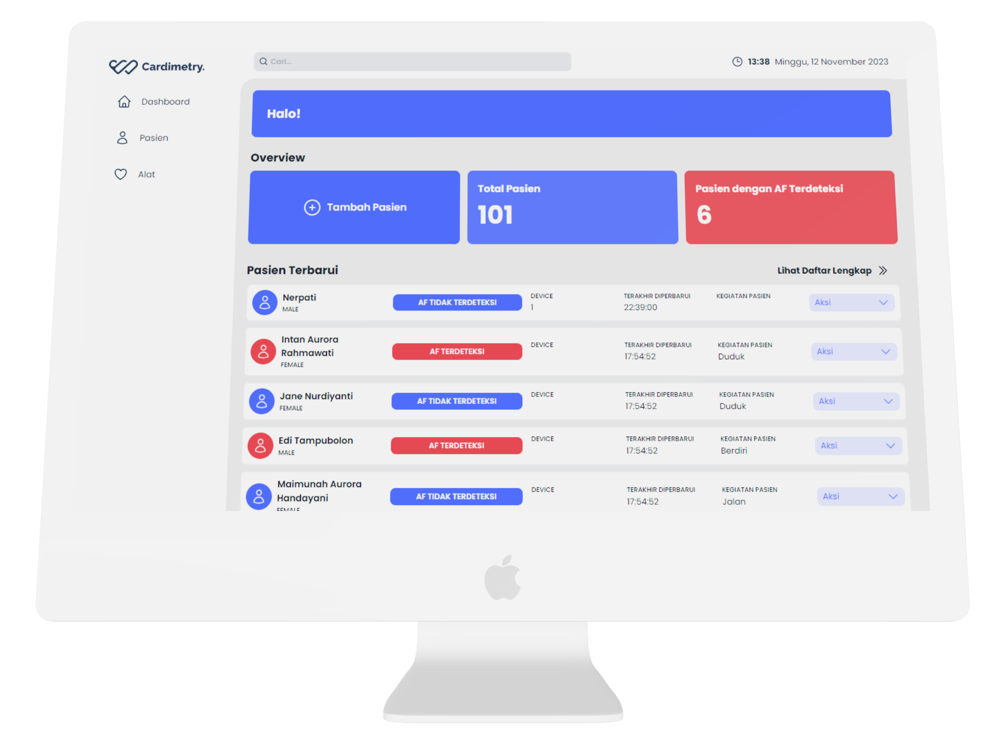 Cardimetry.
Cari...
13:38 Minggu, 12 November 2023
Dashboard
Pasien
Alat
Halo!
Overview
Tambah Pasien
Total Pasien
101
Pasien dengan AF Terdeteksi
6
Pasien Terbarui
Lihat Daftar Lengkap
Nerpati
MALE
AF TIDAK TERDETEKSI
DEVICE
1
TERAKHIR DIPERBARUI
22:39:00
KEGIATAN PASIEN
Aksi
Intan Aurora
Rahmawati
FEMALE
AF TERDETEKSI
DEVICE
TERAKHIR DIPERBARUI
17:54:52
KEGIATAN PASIEN
Duduk
Aksi
Jane Nurdiyanti
FEMALE
AF TIDAK TERDETEKSI
DEVICE
TERAKHIR DIPERBARUI
17:54:52
KEGIATAN PASIEN
Duduk
Aksi
Edi Tampubolon
MALE
AF TERDETEKSI
DEVICE
TERAKHIR DIPERBARUI
17:54:52
KEGIATAN PASIEN
Berdiri
Aksi
Maimunah Aurora
Handayani
FEMALE
AF TIDAK TERDETEKSI
DEVICE
TERAKHIR DIPERBARUI
17:54:52
KEGIATAN PASIEN
Jalan
Aksi